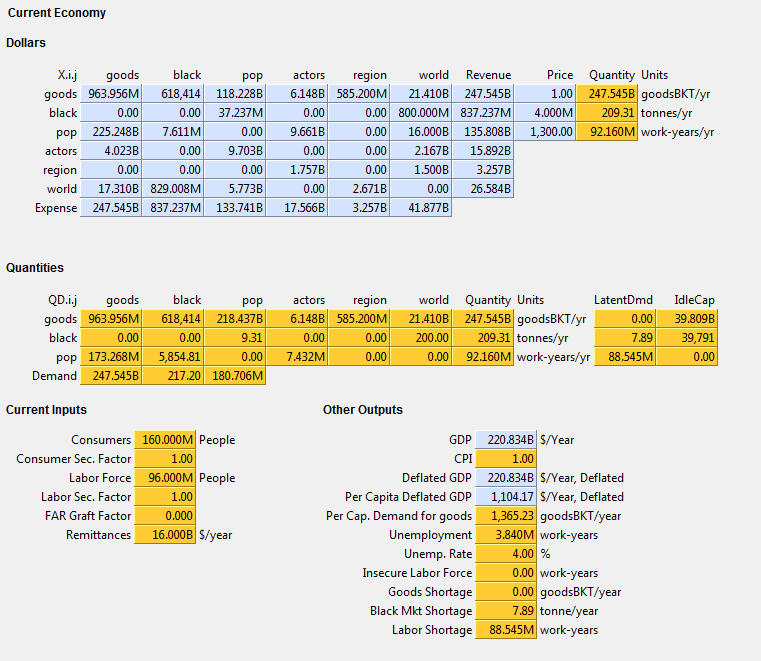 Current Economy
Dollars
X.i.j goods black pop actors region world Revenue Price Quantity Units
goods 963.956M 618,414 118.228B 6.148B 585.200M 21.410B 247.545B 1.00 247.545B goodsBKT/yr
black 0.00 0.00 37.237M 0.00 0.00 800.000M 837.237M 4.000M 209.31 tonnes/yr
pop 225.248B 7.611M 0.00 9.661B 0.00 16.000B 135.808B 1,300.00 92.160M work-years/yr
actors 4.023B 0.00 9.703B 0.00 0.00 2.167B 15.892B
region 0.00 0.00 0.00 1.757B 0.00 1.500B 3.257B
world 17.310B 829.008M 5.773B 0.00 2.671B 0.00 26.584B
Expense 247.545B 837.237M 133.741B 17.566B 3.257B 41.877B
Quantities
QD.i.j goods black pop actors region world Quantity Units LatentDmd IdleCap
goods 963.956M 618,414 218.437B 6.148B 585.200M 21.410B 247.545B goodsBKT/yr 0.00 39.809B
black 0.00 0.00 9.31 0.00 0.00 200.00 209.31 tonnes/yr 7.89 39,791
pop 173.268M 5,854.81 0.00 7.432M 0.00 0.00 92.160M work-years/yr 88.545M 0.00
Demand 247.545B 217.20 180.706M
Current Inputs
Consumers 160.000M People
Consumer Sec. Factor 1.00
Labor Force 96.000M People
Labor Sec. Factor 1.00
FAR Graft Factor 0.000
Remittances 16.000B $/year
Other Outputs
GDP 220.834B $/Year
CPI 1.00
Deflated GDP 220.834B $/Year, Deflated
Per Capita Deflated GDP 1,104.17 $/Year, Deflated
Per Cap. Demand for goods 1,365.23 goodsBKT/year
Unemployment 3.840M work-years
Unemp. Rate 4.00 %
Insecure Labor Force 0.00 work-years
Goods Shortage 0.00 goodsBKT/year
Black Mkt Shortage 7.89 tonne/year
Labor Shortage 88.545M work-years